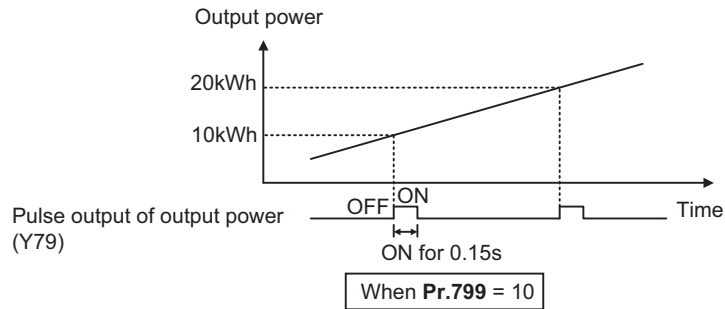 Output power
20kWh
10kWh
OFF
ON
Time
Pulse output of output power
(Y79)
ON for 0.15s
When Pr.799 = 10